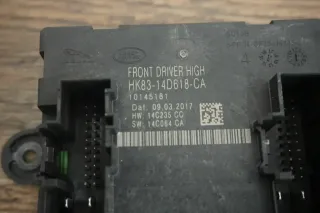 FRONT DRIVER HIGH
HK83-14D618-CA
10145181
Dat. 09.03.2017
HW: 14C235 CC
SW: 14C064 CA